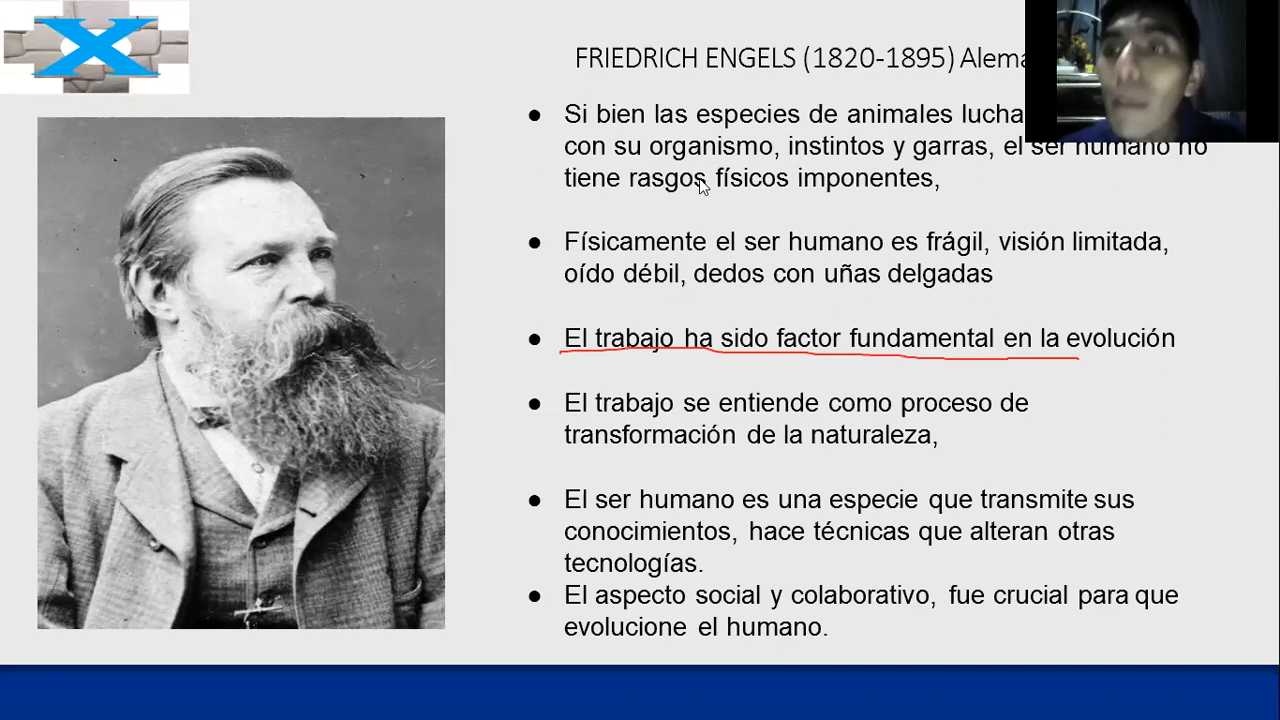 FRIEDRICH ENGELS (1820-1895)
● Si bien las especies de animales
con su organismo, instintos y garras, el ser humano no
tiene rasgos físicos imponentes,
● Físicamente el ser humano es frágil, visión limitada,
oído débil, dedos con uñas delgadas
● El trabajo ha sido factor fundamental en la evolución
● El trabajo se entiende como proceso de
transformación de la naturaleza,
● El ser humano es una especie que transmite sus
conocimientos, hace técnicas que alteran otras
tecnologías.
● El aspecto social y colaborativo, fue crucial para que
evolucione el humano.